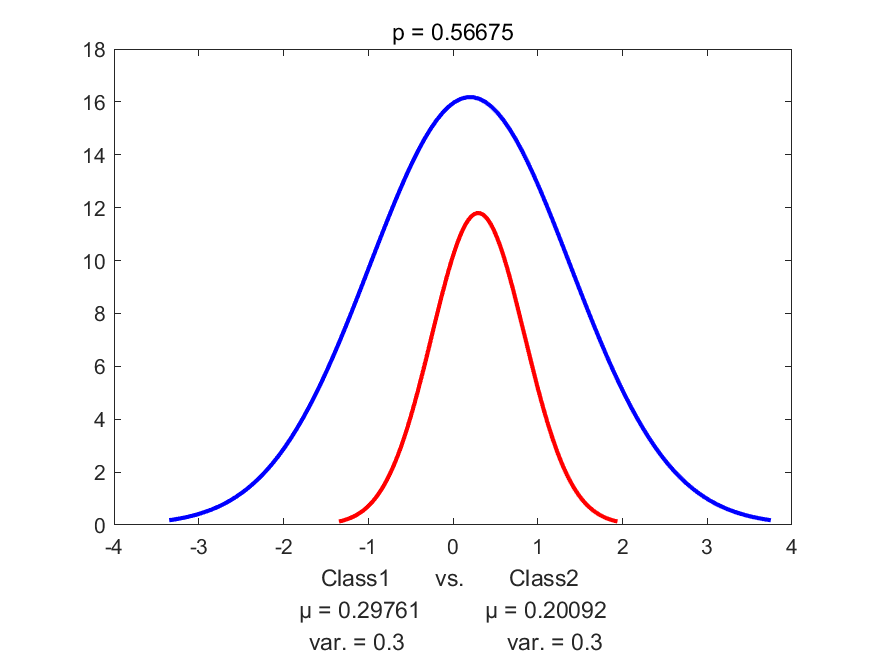 p = 0.56675
18
16
14
12
10
8
6
4
2
0
-4 -3 -2 -1 0 1 2 3 4
Class1 vs. Class2
μ = 0.29761 μ = 0.20092
var. = 0.3 var. = 0.3